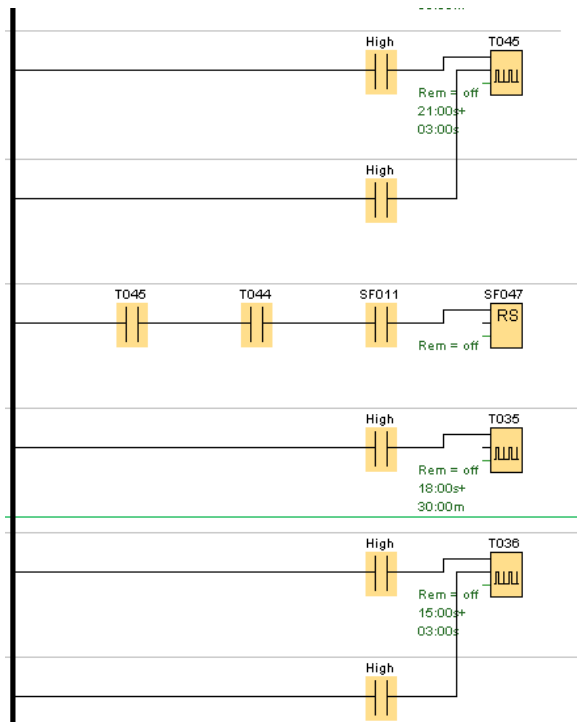 High T045
Rem = off
21:00s+
03:00s
High
T045 T044 SF011 SF047
RS
Rem = off
High T035
Rem = off
18:00s+
30:00m
High T036
Rem = off
15:00s+
03:00s
High